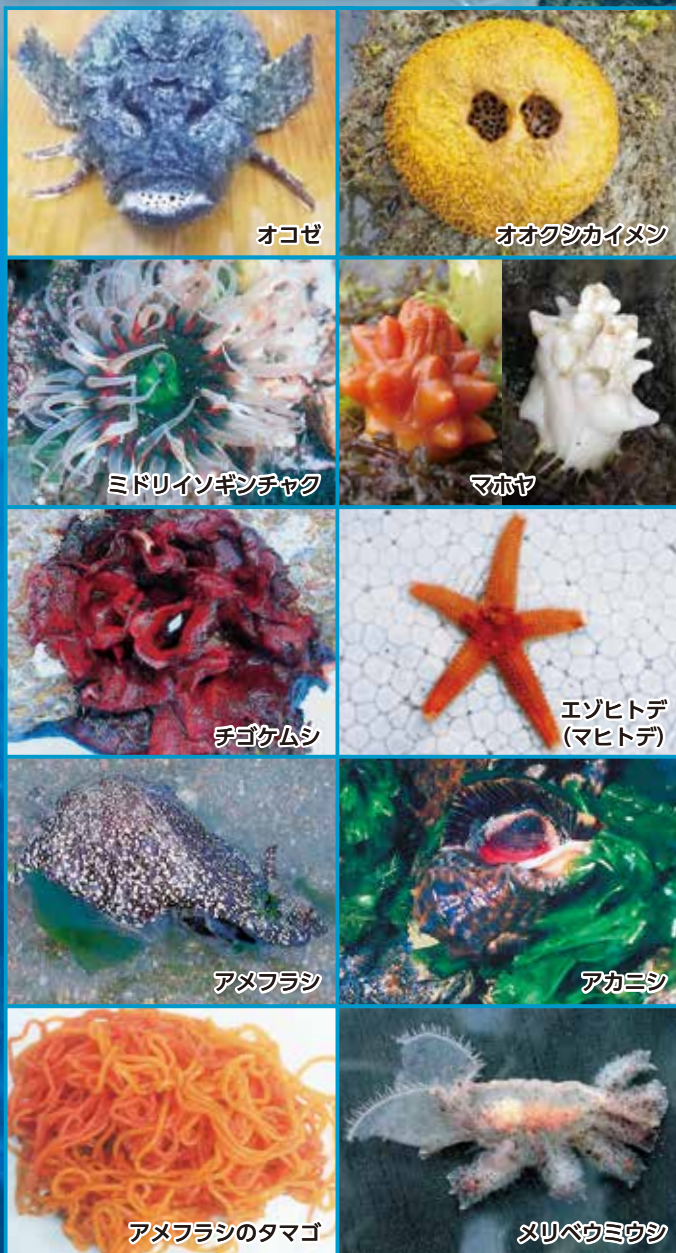 オコゼ
オオクシカイメン
ミドリイソギンチャク
マホヤ
チゴケムシ
エゾヒトデ
(マヒトデ)
アメフラシ
アカニシ
アメフラシのタマゴ
メリベウミウシ